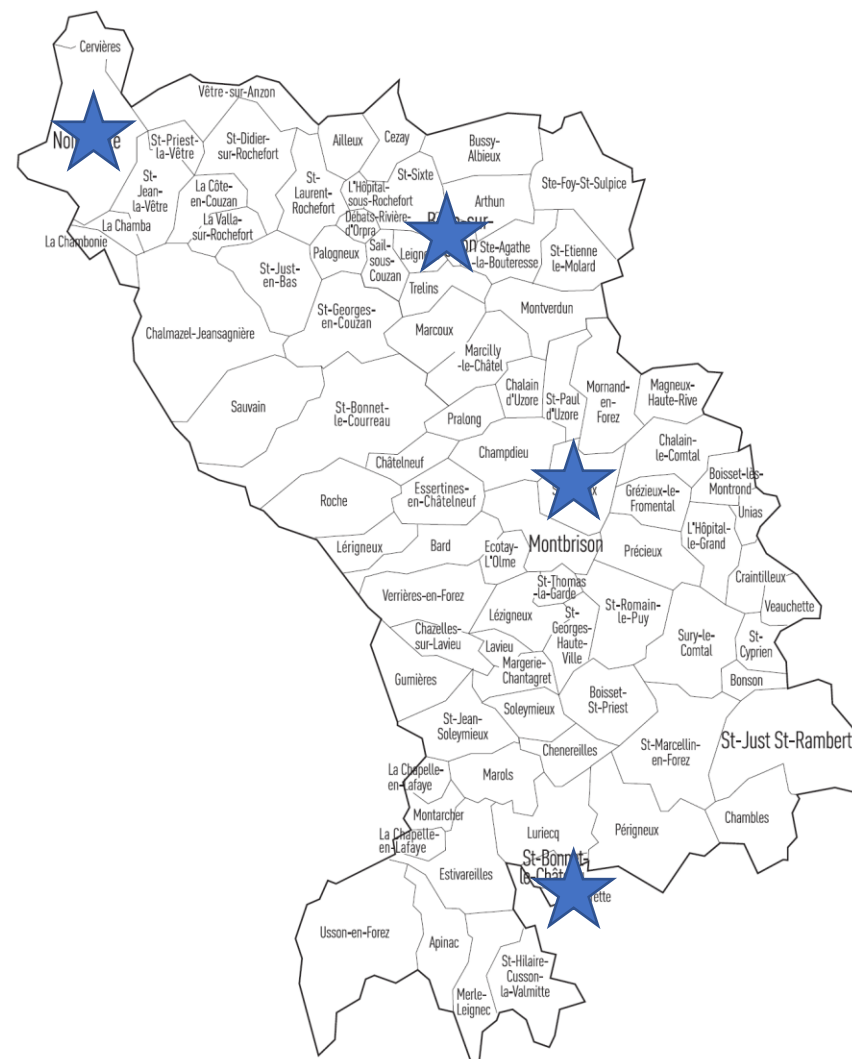 Cervières
Vêtre-sur-Anzon
St-Priest-
la-Vêtre
St-Didier-
sur-Rochefort
Ailleux
Cezay
Bussy-
Albieux
St-
Jean-
la-Vêtre
La Côte-
en-Couzan
St-
Laurent-
Rochefort
L'Hôpital-
sous-Rochefort
St-Sixte
Arthun
Ste-Foy-St-Sulpice
La Chamba
La Chambonie
La Valla-
sur-Rochefort
Débats-Rivière-
d'Orpra
Palogneux
Sail-
sous-
Couzan
Ste-Agathe
-la-Bouteresse
St-Etienne
le-Molard
St-Just-
en-Bas
Trelins
Montverdun
Chalmazel-Jeansagnière
St-Georges-
en-Couzan
Marcoux
Marcilly
-le-Châtel
Chalain
d'Uzore
St-Paul
d'Uzore
Mornand-
en-
Forez
Magneux-
Haute-Rive
Sauvain
St-Bonnet-
le-Courreau
Pralong
Champdieu
Chalain-
le-Comtal
Boisset-lès-
Montrond
Châtelneuf
Essertines-
en-Châtelneuf
Grézieux-le-
Fromental
Unias
Roche
L'Hôpital-
le-Grand
Lérigneux
Bard
Ecotay-
L'Olme
Montbrison
Précieux
Craintilleux
Veauchette
Verrières-en-Forez
St-Thomas
-la-Garde
Lézigneux
St-
Georges-
Haute-
Ville
St-Romain-
le-Puy
Sury-le-
Comtal
St-
Cyprien
Chazelles-
sur-Lavieu
Lavieu
Margerie-
Chantagret
Bonson
Gumières
Soleymieux
Boisset-
St-Priest
St-Jean-
Soleymieux
Chenereilles
St-Marcellin-
en-Forez
St-Just St-Rambert
La Chapelle-
en-Lafaye
Marols
Montarcher
Chambles
La Chapelle-
en-Lafaye
Luriecq
Périgneux
St-Bonnet-
Estivareilles
Usson-en-Forez
Apinac
St-Hilaire-
Cusson-
la-Valmitte
Merle-
Leignec